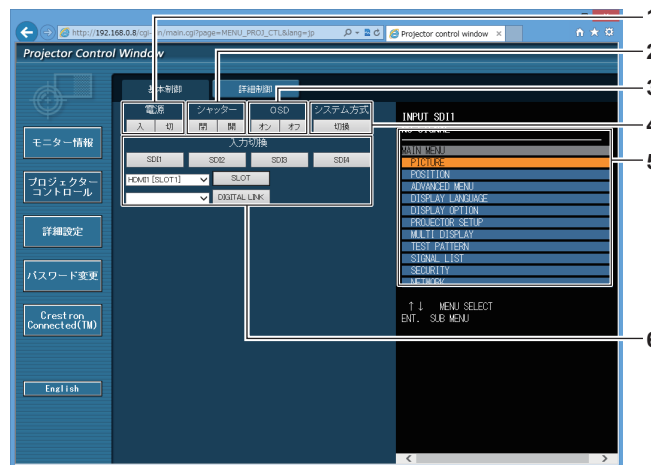 1
http://192.168.0.8/cgi-bin/main.cgi?page=MENU_PROJ_CTL&lang=jp
Projector control window
Projector Control Window
2
基本制御
詳細制御
3
電源
シャッター
OSD
システム方式
入
切
閉
開
オン
オフ
切換
4
INPUT SDI1
NO SIGNAL
入力切換
SDI1
SDI2
SDI3
SDI4
HDMI1 [SLOT1]
SLOT
DIGITAL LINK
MAIN MENU
PICTURE
5
POSITION
ADVANCED MENU
DISPLAY LANGUAGE
DISPLAY OPTION
PROJECTOR SETUP
MULTI DISPLAY
TEST PATTERN
SIGNAL LIST
SECURITY
NETWORK
↑↓ MENU SELECT
ENT. SUB MENU
6
モニター情報
プロジェクター
コントロール
詳細設定
パスワード変更
Crestron
Connected(TM)
English